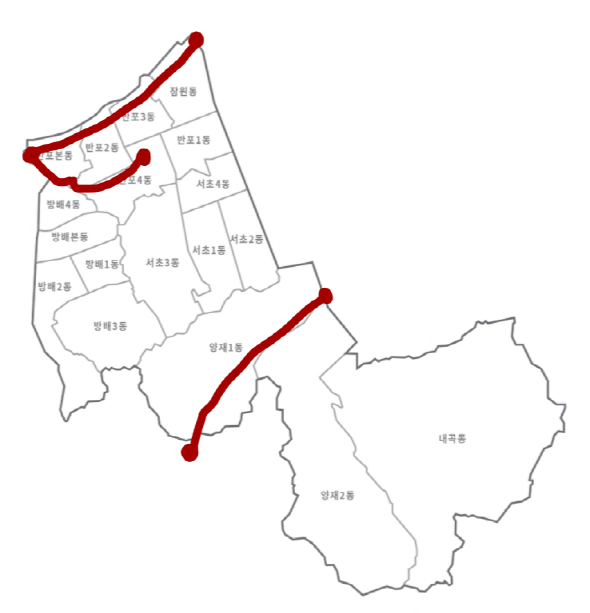 잠원동
반포3동
반포1동
반포본동
반포2동
반포4동
서초4동
방배4동
방배본동
서초2동
서초1동
방배1동
서초3동
방배2동
방배3동
양재1동
내곡동
양재2동